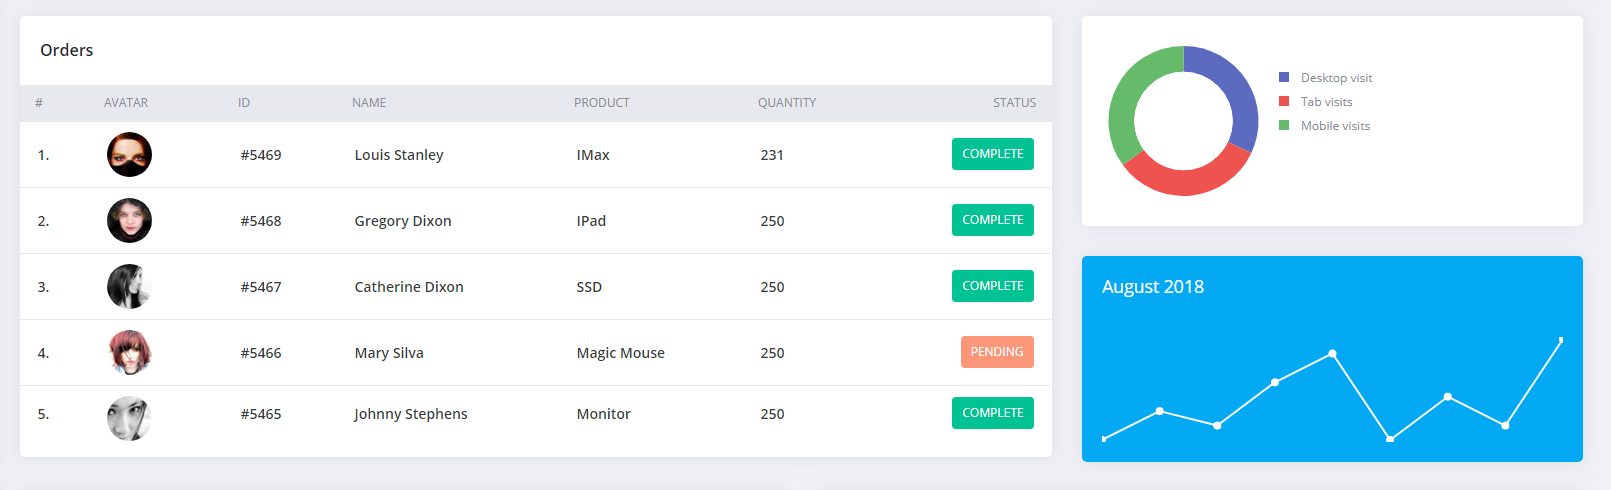 Orders
# AVATAR ID NAME PRODUCT QUANTITY STATUS
1. #5469 Louis Stanley IMax 231 COMPLETE
2. #5468 Gregory Dixon IPad 250 COMPLETE
3. #5467 Catherine Dixon SSD 250 COMPLETE
4. #5466 Mary Silva Magic Mouse 250 PENDING
5. #5465 Johnny Stephens Monitor 250 COMPLETE
Desktop visit
Tab visits
Mobile visits
August 2018